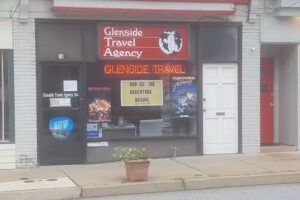 Glenside
Travel
Agency
GLENSIDE TRAVEL
AND SO THE
ADVENTURE
BEGINS
Glenside Travel Agency, Inc.